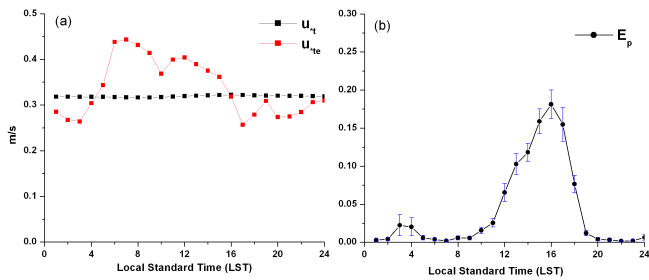 (a)
u*t
u*te
m/s
0.5
0.4
0.3
0.2
0.1
0.0
0 4 8 12 16 20 24
Local Standard Time (LST)
(b)
Ep
0.30
0.25
0.20
0.15
0.10
0.05
0.00
0 4 8 12 16 20 24
Local Standard Time (LST)